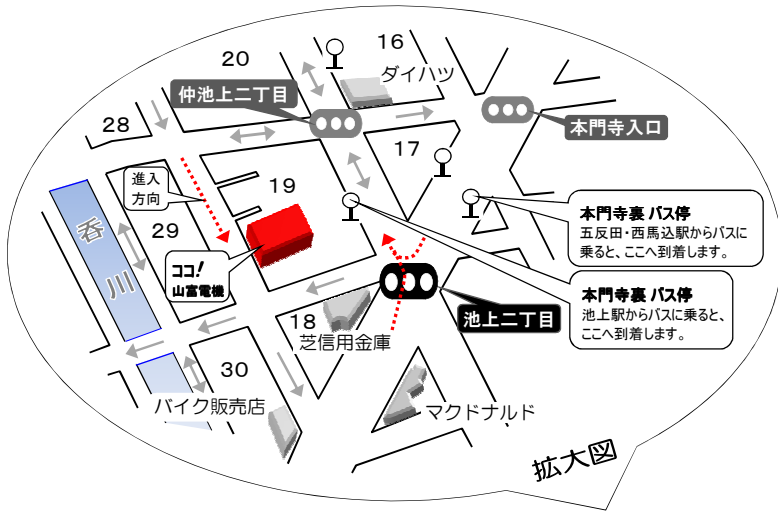 16
20
ダイハツ
仲池上二丁目
本門寺入口
28
17
進入
方向
19
29
呑川
ココ!
山富電機
本門寺裏 バス停
五反田・西馬込駅からバスに
乗ると、ここへ到着します。
本門寺裏 バス停
池上駅からバスに乗ると、
ここへ到着します。
池上二丁目
18
芝信用金庫
30
バイク販売店
マクドナルド
拡大図